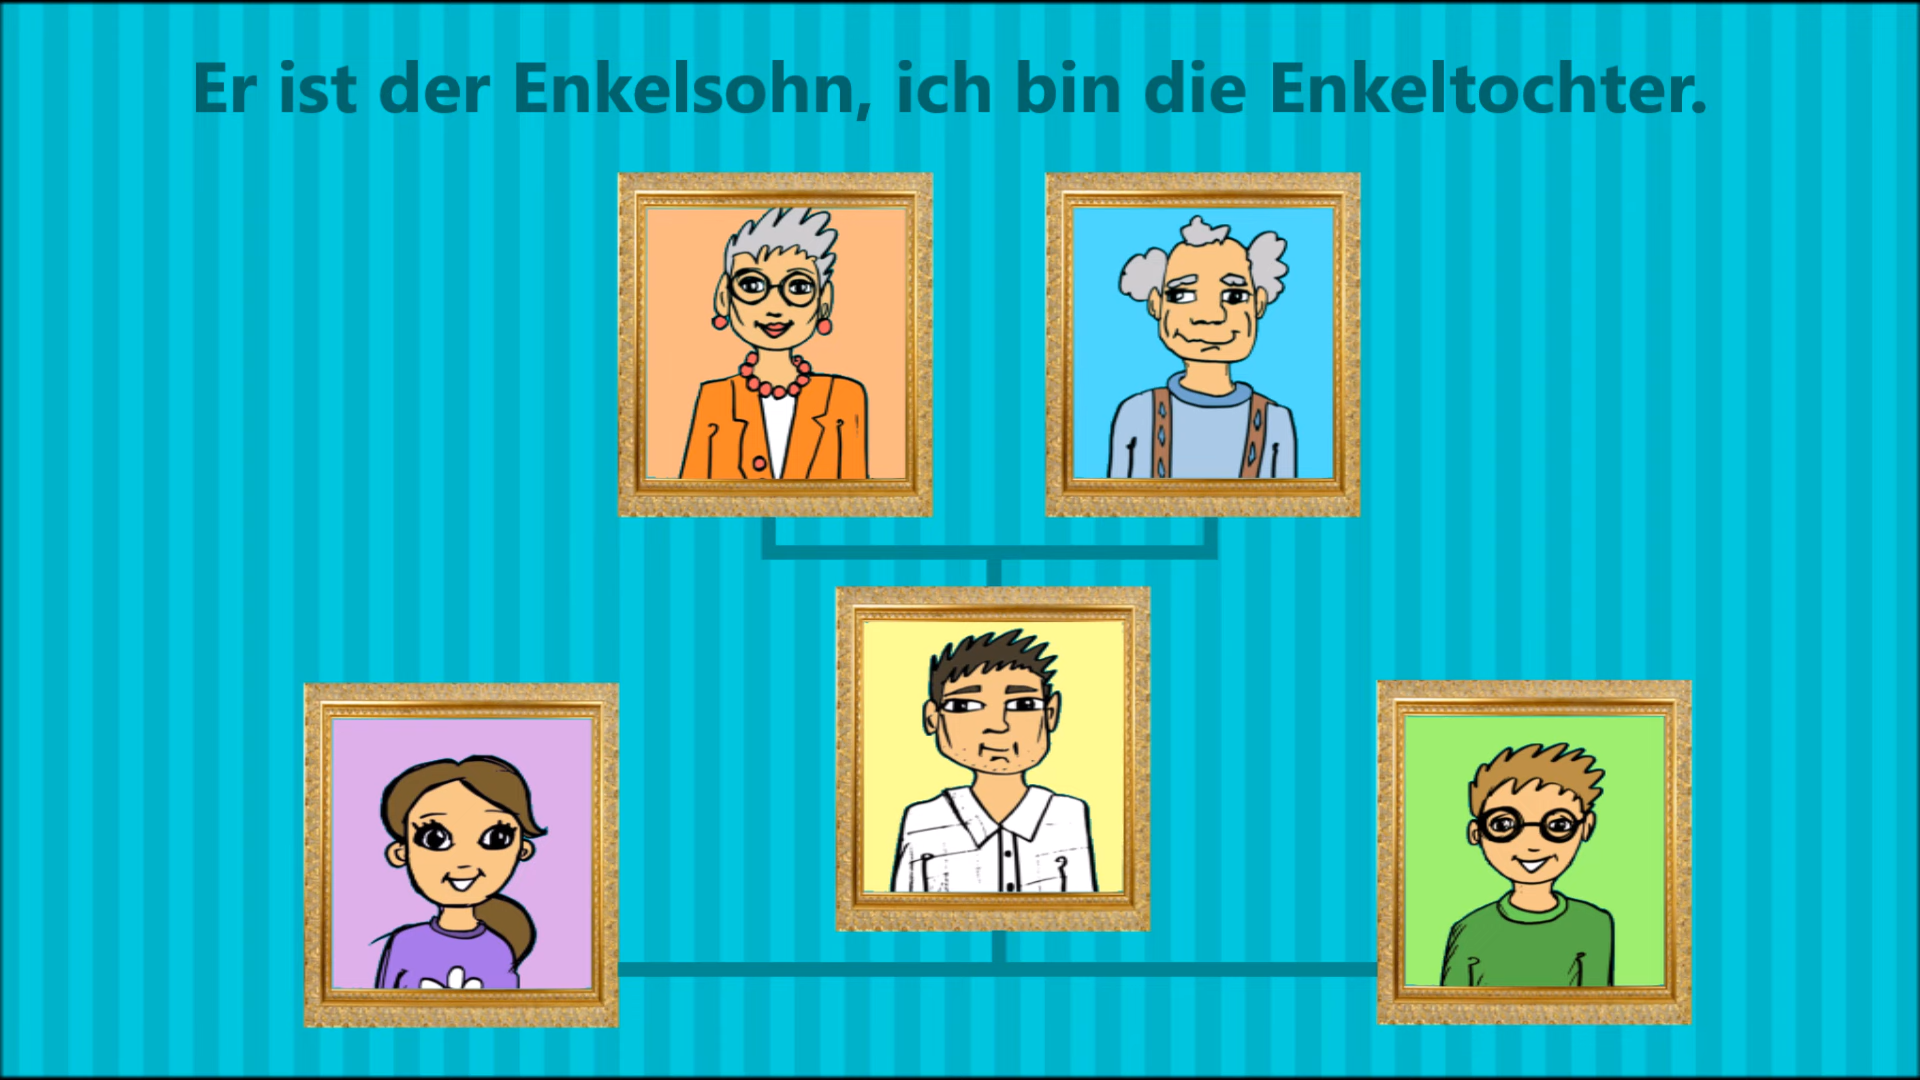 Er ist der Enkelsohn, ich bin die Enkeltochter.